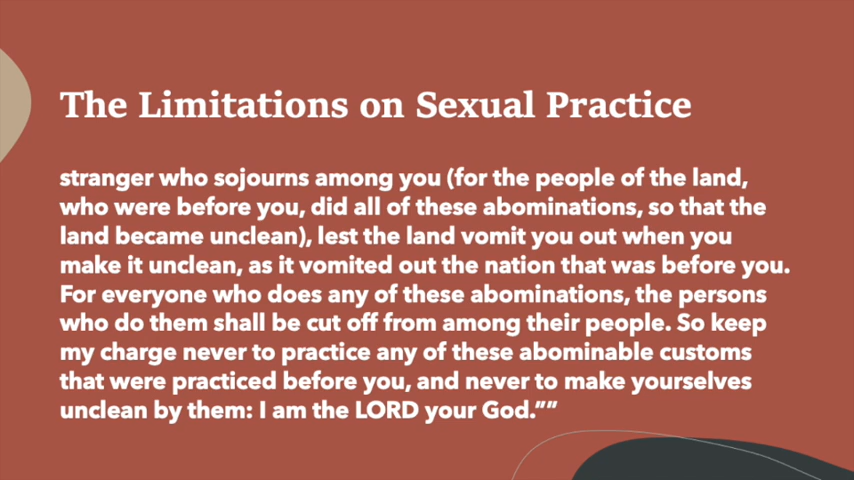 The Limitations on Sexual Practice
stranger who sojourns among you (for the people of the land,
who were before you, did all of these abominations, so that the
land became unclean), lest the land vomit you out when you
make it unclean, as it vomited out the nation that was before you.
For everyone who does any of these abominations, the persons
who do them shall be cut off from among their people. So keep
my charge never to practice any of these abominable customs
that were practiced before you, and never to make yourselves
unclean by them: I am the LORD your God.””